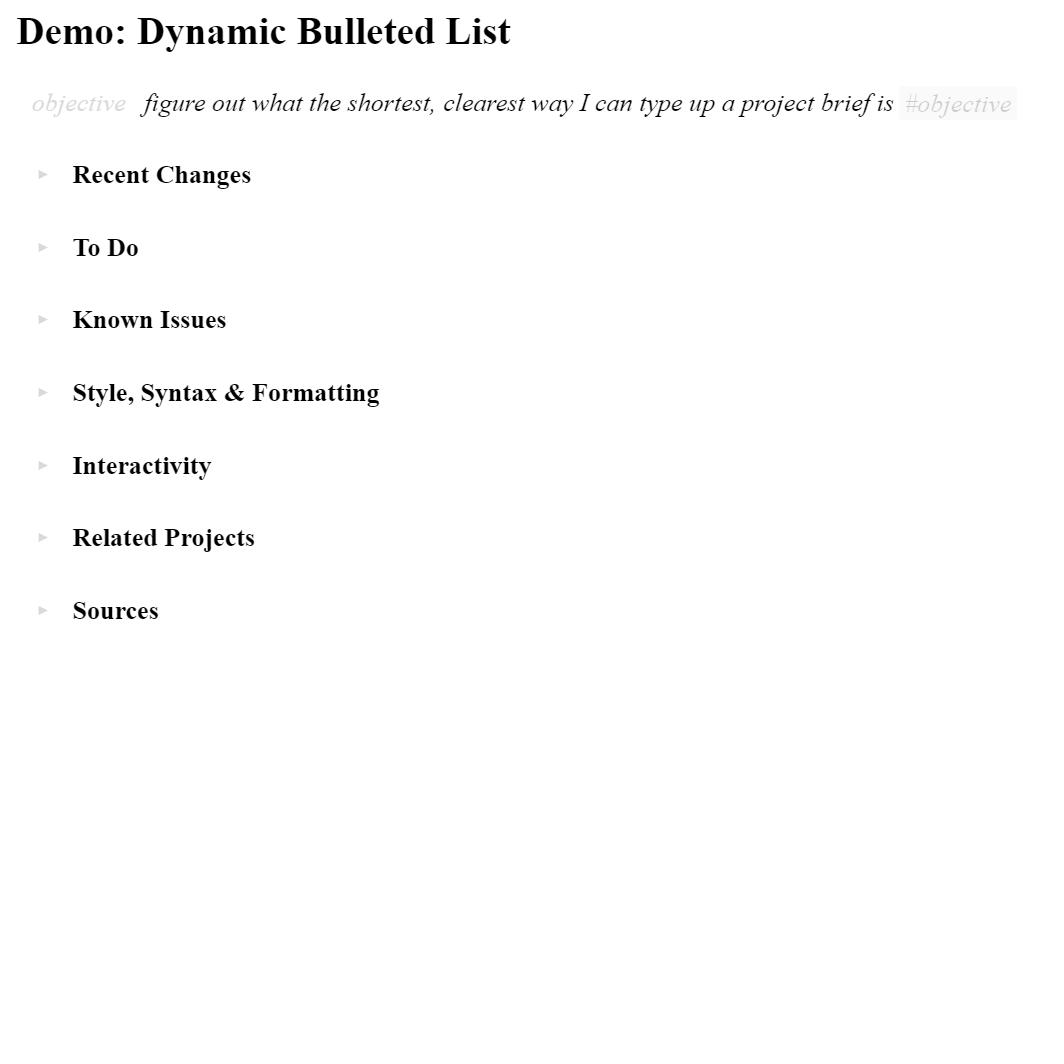 Demo: Dynamic Bulleted List
objective figure out what the shortest, clearest way I can type up a project brief is #objective
Recent Changes
To Do
Known Issues
Style, Syntax & Formatting
Interactivity
Related Projects
Sources